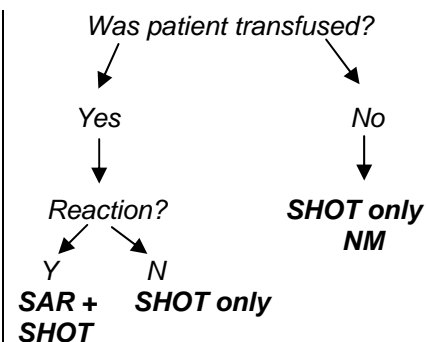 Was patient transfused?
Yes No
Reaction? SHOT only
NM
Y N
SAR + SHOT only
SHOT